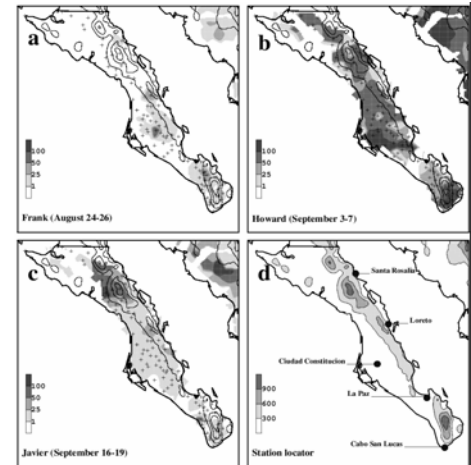 a
100
50
25
1
Frank (August 24-26)
b
100
50
25
1
Howard (September 3-7)
c
100
50
25
1
Javier (September 16-19)
d
Santa Rosalia
Loreto
Ciudad Constitucion
La Paz
900
600
300
Cabo San Lucas
Station locator